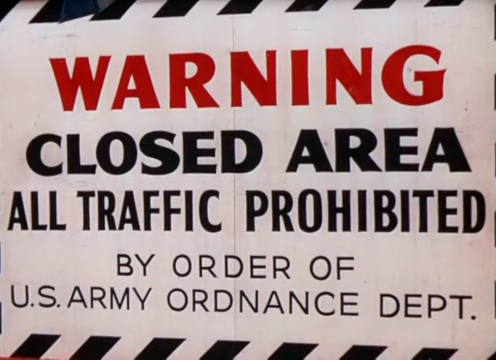 WARNING
CLOSED AREA
ALL TRAFFIC PROHIBITED
BY ORDER OF
U.S. ARMY ORDNANCE DEPT.